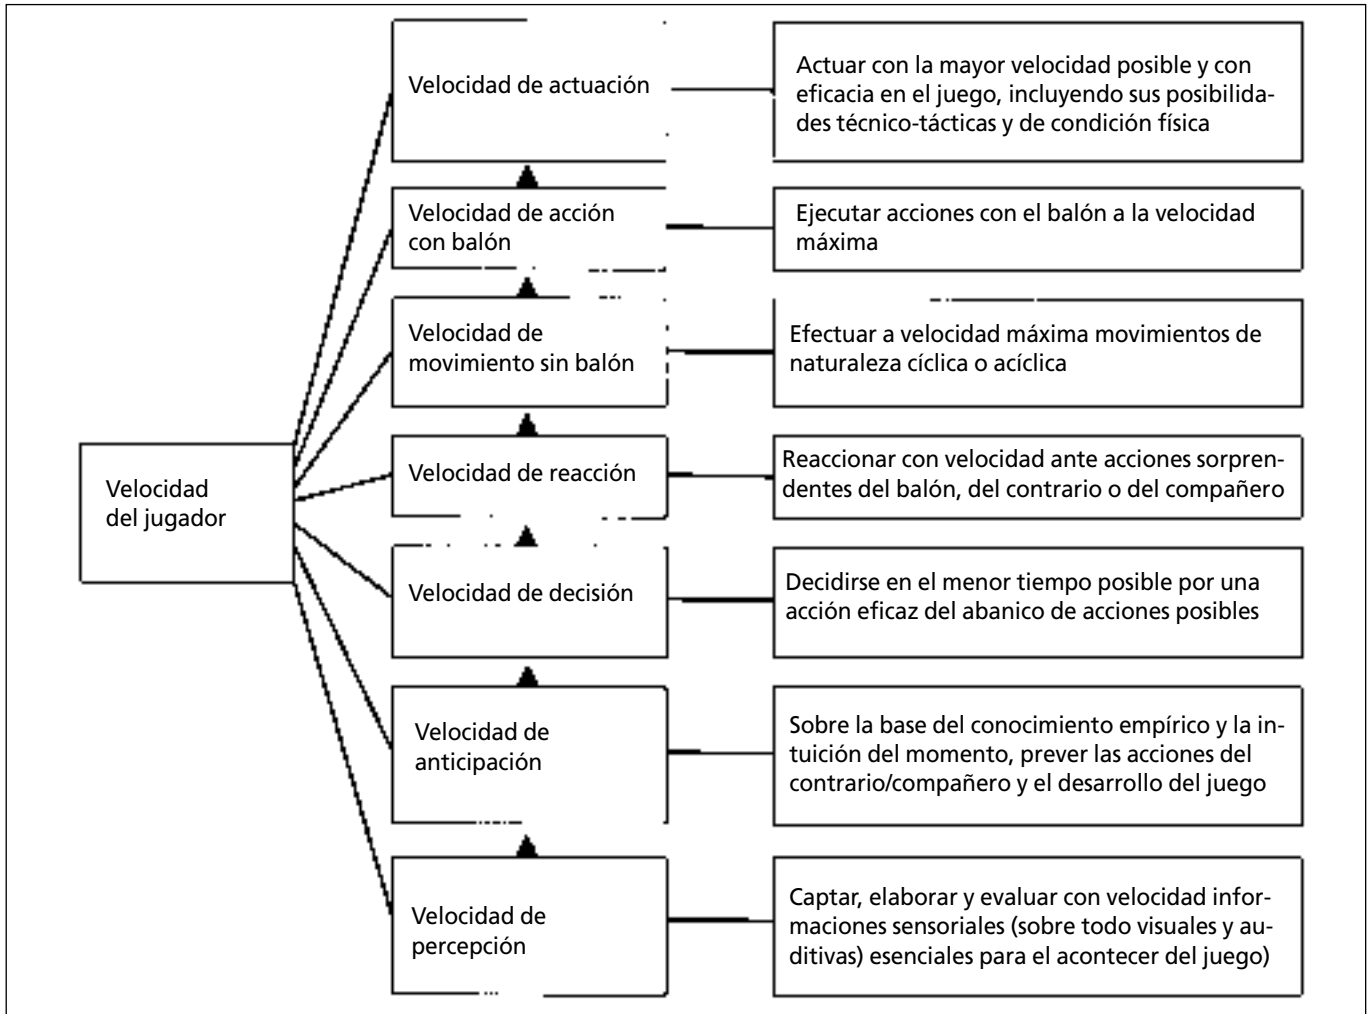 Velocidad de actuación
Actuar con la mayor velocidad posible y con
eficacia en el juego, incluyendo sus posibilida-
des técnico-tácticas y de condición física
Velocidad de acción
con balón
Ejecutar acciones con el balón a la velocidad
máxima
Velocidad de
movimiento sin balón
Efectuar a velocidad máxima movimientos de
naturaleza cíclica o acíclica
Velocidad
del jugador
Velocidad de reacción
Reaccionar con velocidad ante acciones sorpren-
dentes del balón, del contrario o del compañero
Velocidad de decisión
Decidirse en el menor tiempo posible por una
acción eficaz del abanico de acciones posibles
Velocidad de
anticipación
Sobre la base del conocimiento empírico y la in-
tuición del momento, prever las acciones del
contrario/compañero y el desarrollo del juego
Velocidad de
percepción
Captar, elaborar y evaluar con velocidad infor-
maciones sensoriales (sobre todo visuales y au-
ditivas) esenciales para el acontecer del juego)